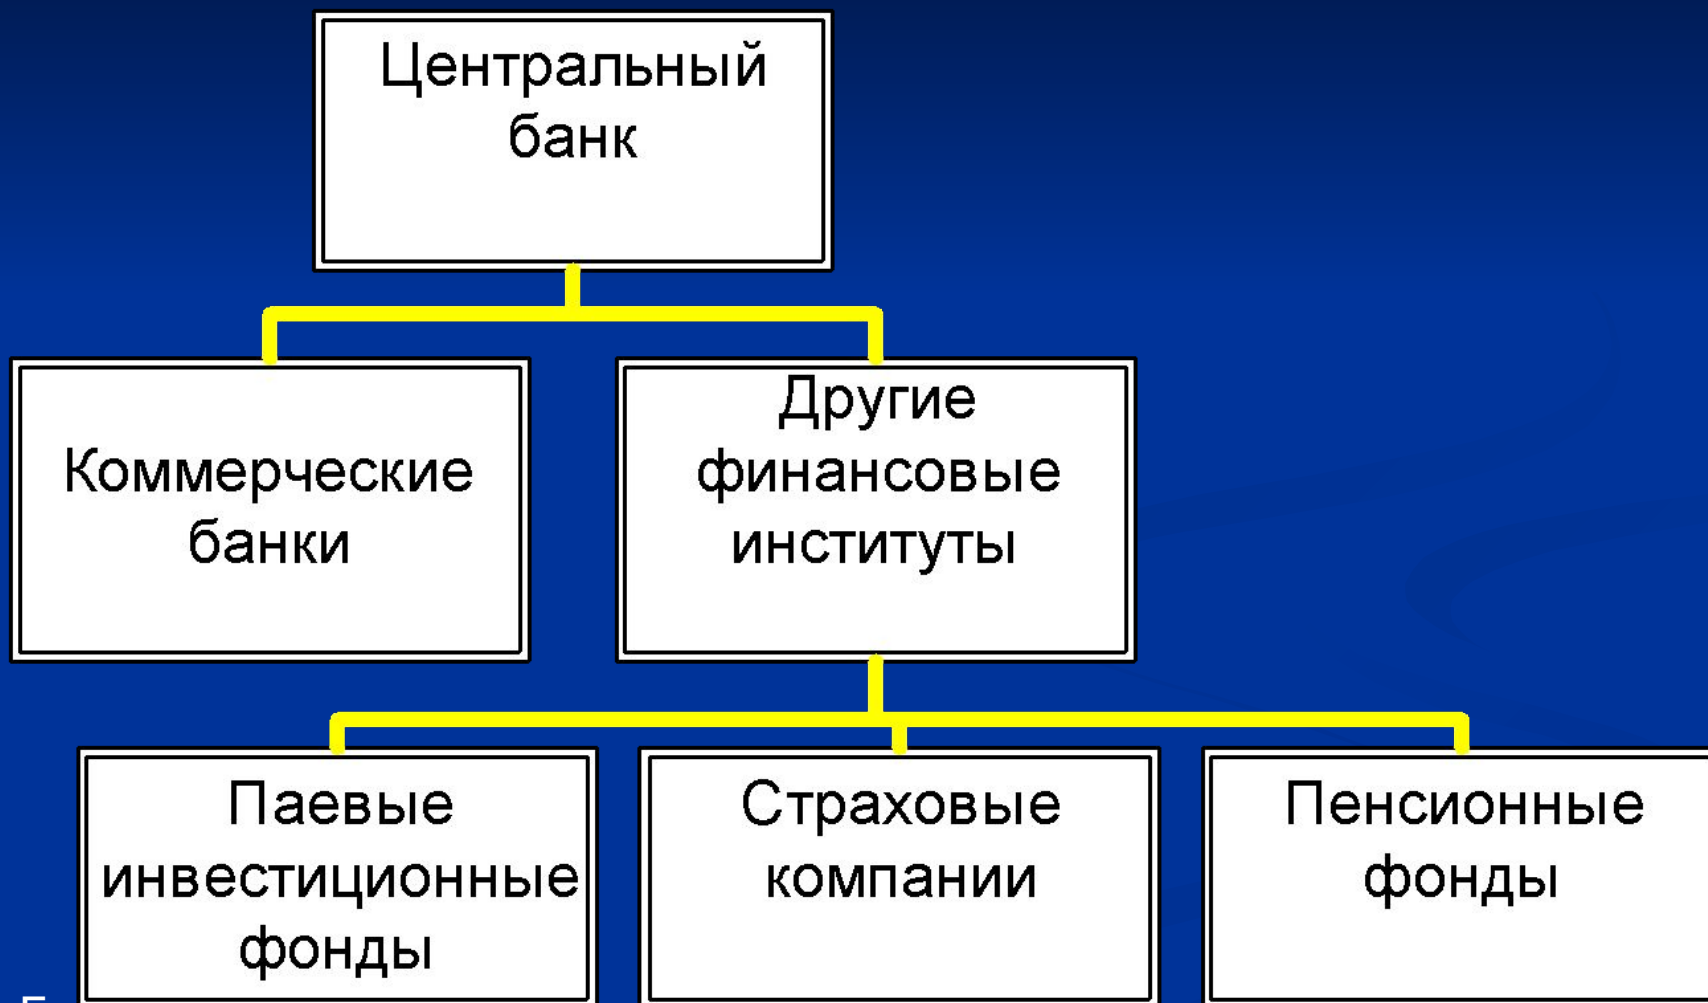 Центральный
банк
Коммерческие
банки
Другие
финансовые
институты
Паевые
инвестиционные
фонды
Страховые
компании
Пенсионные
фонды